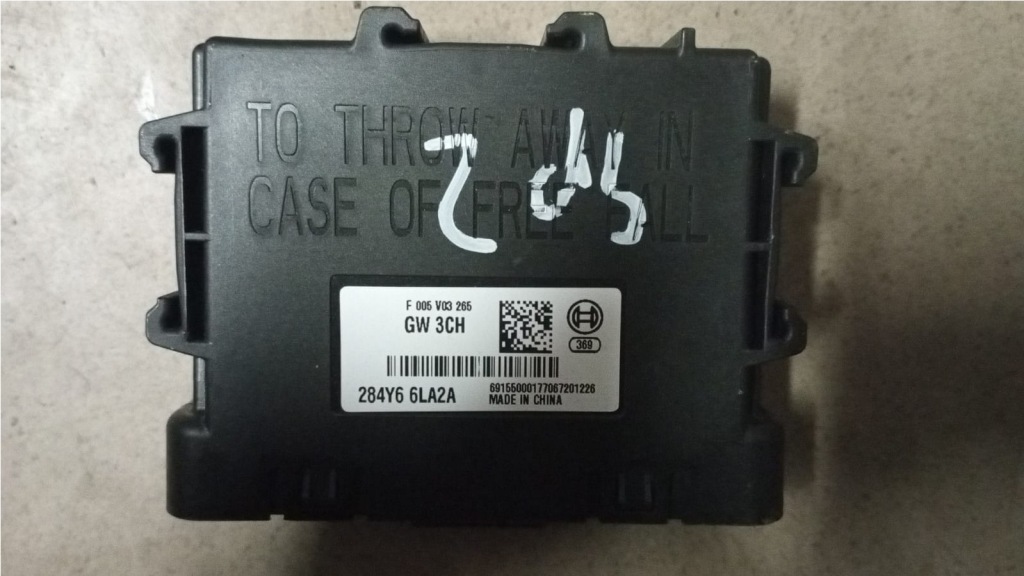 TO THROW AWAY IN
CASE OF FREE FALL
F 005 V03 265
GW 3CH
369
284Y6 6LA2A
69155000177067201226
MADE IN CHINA